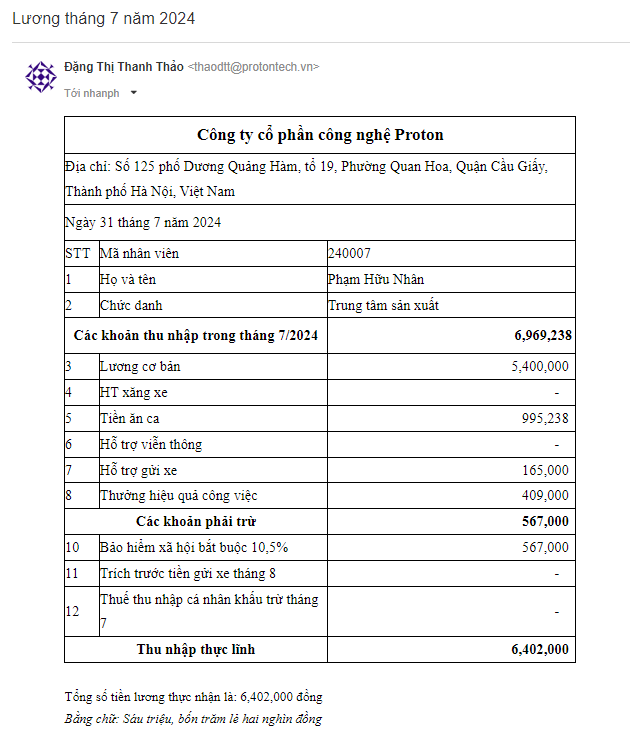 Lương tháng 7 năm 2024
Đặng Thị Thanh Thảo <thaodtt@protontech.vn>
Tới nhanph
Công ty cổ phần công nghệ Proton
Địa chỉ: Số 125 phố Dương Quảng Hàm, tổ 19, Phường Quan Hoa, Quận Cầu Giấy,
Thành phố Hà Nội, Việt Nam
Ngày 31 tháng 7 năm 2024
STT Mã nhân viên 240007
1 Họ và tên Phạm Hữu Nhân
2 Chức danh Trung tâm sản xuất
Các khoản thu nhập trong tháng 7/2024 6,969,238
3 Lương cơ bản 5,400,000
4 HT xăng xe -
5 Tiền ăn ca 995,238
6 Hỗ trợ viễn thông -
7 Hỗ trợ gửi xe 165,000
8 Thưởng hiệu quả công việc 409,000
Các khoản phải trừ 567,000
10 Bảo hiểm xã hội bắt buộc 10,5% 567,000
11 Trích trước tiền gửi xe tháng 8 -
12 Thuế thu nhập cá nhân khấu trừ tháng
7 -
Thu nhập thực lĩnh 6,402,000
Tổng số tiền lương thực nhận là: 6,402,000 đồng
Bằng chữ: Sáu triệu, bốn trăm lẻ hai nghìn đồng